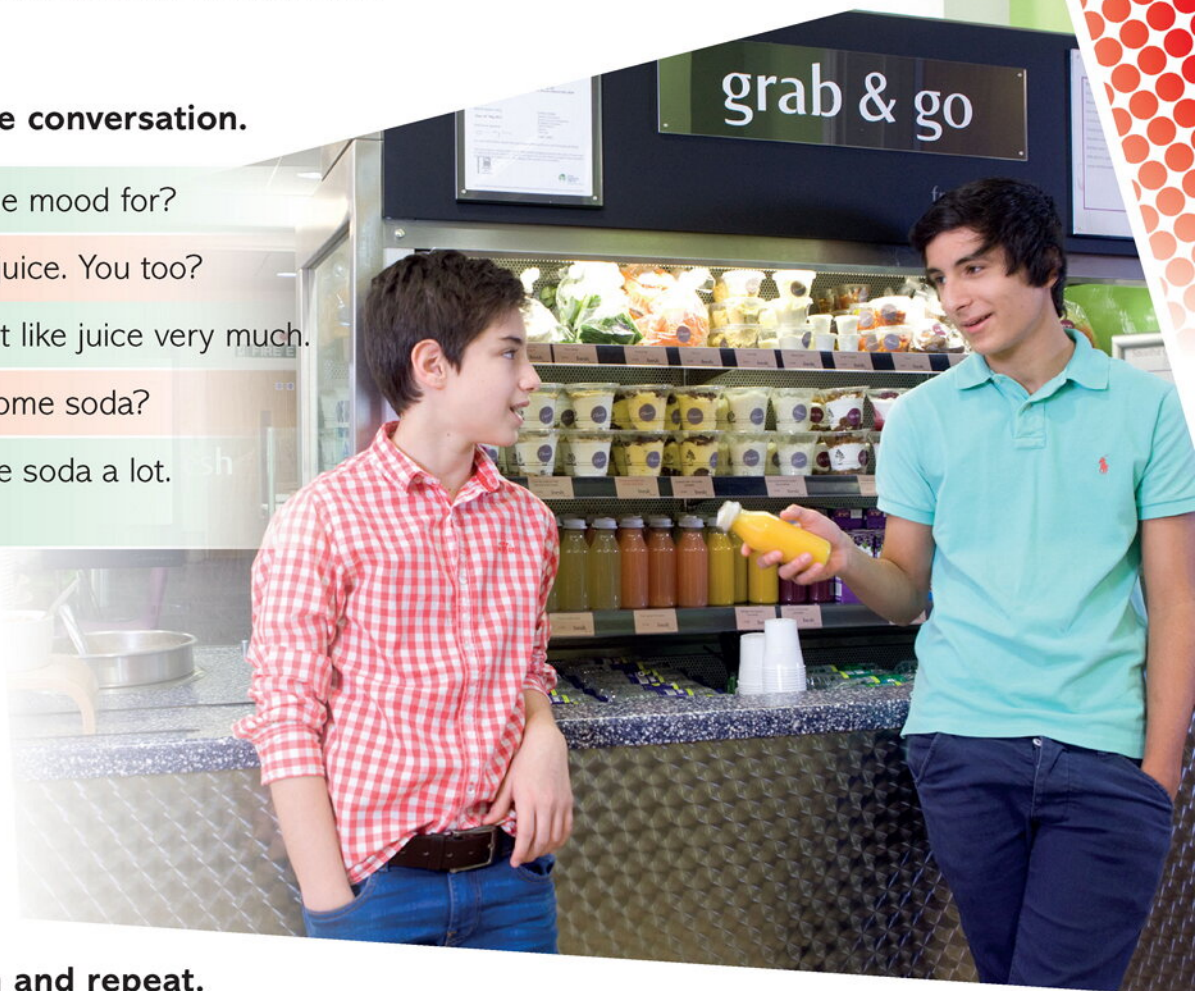 e conversation.
grab & go
e mood for?
juice. You too?
t like juice very much.
ome soda?
e soda a lot.
n and repeat.